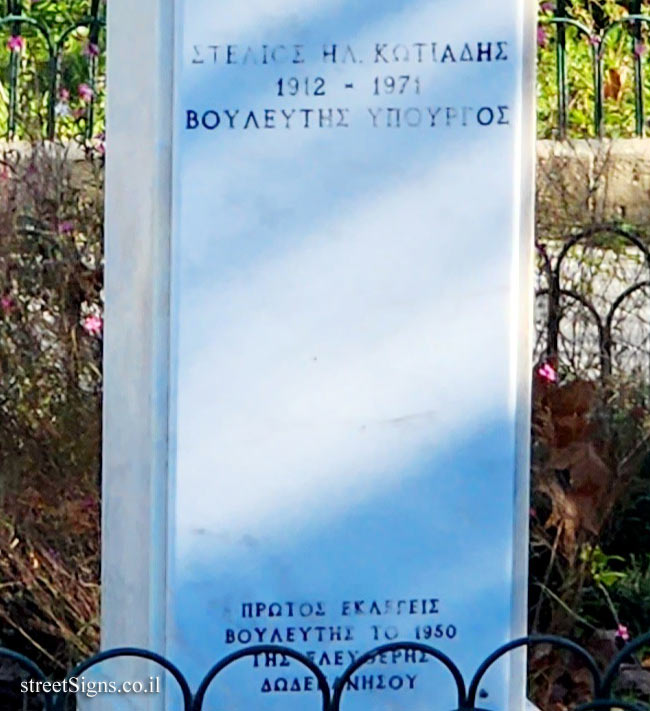 ΣΤΕΛΙΟΣ ΗΛ. ΚΩΤΙΑΔΗΣ
1912 - 1971
ΒΟΥΛΕΥΤΗΣ ΥΠΟΥΡΓΟΣ
ΠΡΩΤΟΣ ΕΚΛΕΓΕΙΣ
ΒΟΥΛΕΥΤΗΣ ΤΟ 1950
ΤΗΣ ΕΛΕΥΘΕΡΗΣ
ΔΩΔΕΚΑΝΗΣΟΥ
streetSigns.co.il